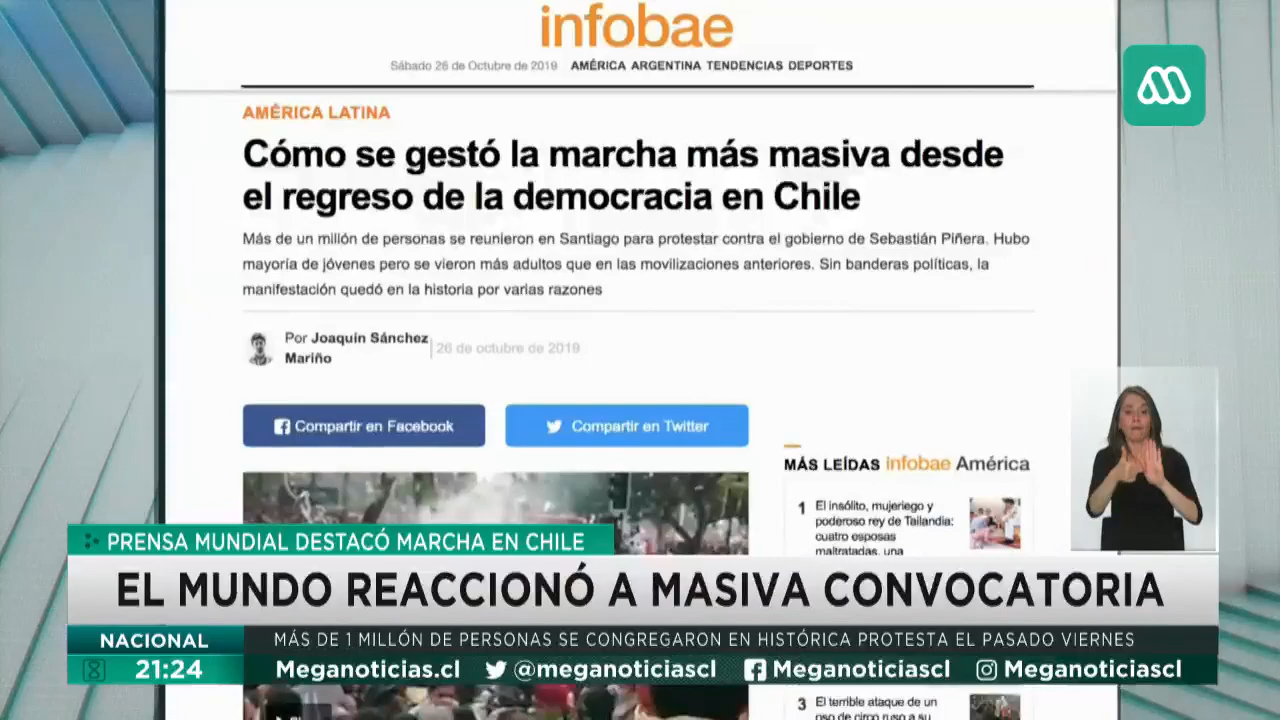 infobae
Sábado 26 de Octubre de 2019 AMÉRICA ARGENTINA TENDENCIAS DEPORTES
AMÉRICA LATINA
Cómo se gestó la marcha más masiva desde
el regreso de la democracia en Chile
Más de un millón de personas se reunieron en Santiago para protestar contra el gobierno de Sebastián Piñera. Hubo
mayoría de jóvenes pero se vieron más adultos que en las movilizaciones anteriores. Sin banderas políticas, la
manifestación quedó en la historia por varias razones
Por Joaquín Sánchez
Mariño
26 de octubre de 2019
Compartir en Facebook
Compartir en Twitter
MÁS LEÍDAS infobae América
1 El insólito, mujeriego y
poderoso rey de Tailandia:
cuatro esposas
maltratadas, una
PRENSA MUNDIAL DESTACÓ MARCHA EN CHILE
EL MUNDO REACCIONÓ A MASIVA CONVOCATORIA
NACIONAL
MÁS DE 1 MILLÓN DE PERSONAS SE CONGREGARON EN HISTÓRICA PROTESTA EL PASADO VIERNES
21:24
Meganoticias.cl
@meganoticiascl
Meganoticiascl
Meganoticiascl
3 El terrible ataque de un
oso de circo ruso a su